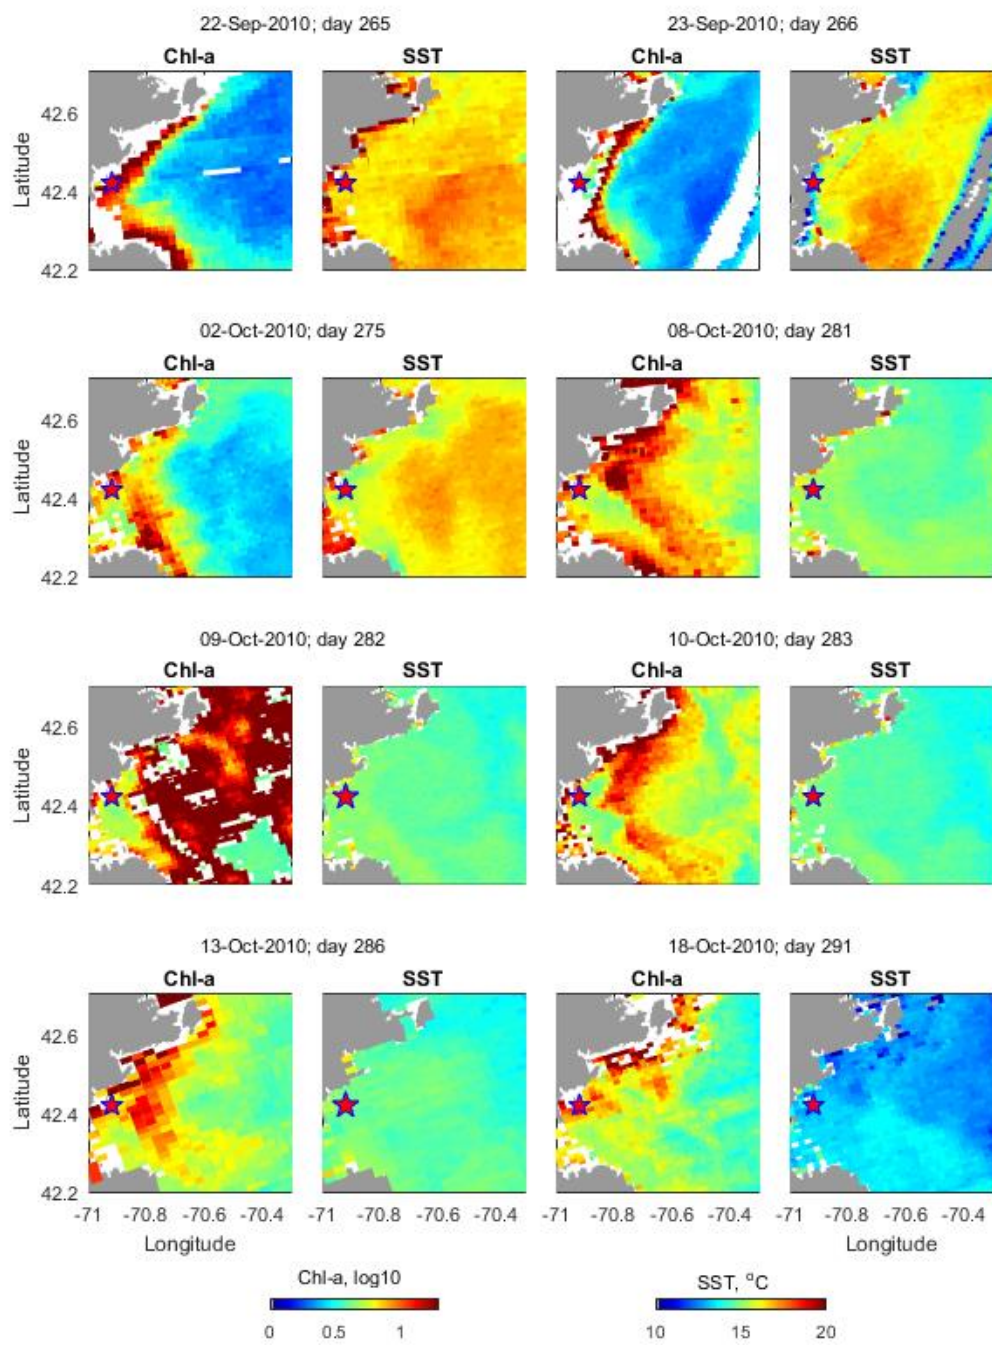 22-Sep-2010; day 265 23-Sep-2010; day 266
Chl-a SST Chl-a SST
42.6
Latitude
42.4
42.2
02-Oct-2010; day 275 08-Oct-2010; day 281
Chl-a SST Chl-a SST
42.6
Latitude
42.4
42.2
09-Oct-2010; day 282 10-Oct-2010; day 283
Chl-a SST Chl-a SST
42.6
Latitude
42.4
42.2
13-Oct-2010; day 286 18-Oct-2010; day 291
Chl-a SST Chl-a SST
42.6
Latitude
42.4
42.2
-71 -70.8 -70.6 -70.4 -71 -70.8 -70.6 -70.4 -71 -70.8 -70.6 -70.4 -71 -70.8 -70.6 -70.4
Longitude Longitude
Chl-a, log10 SST, °C
0 0.5 1 10 15 20